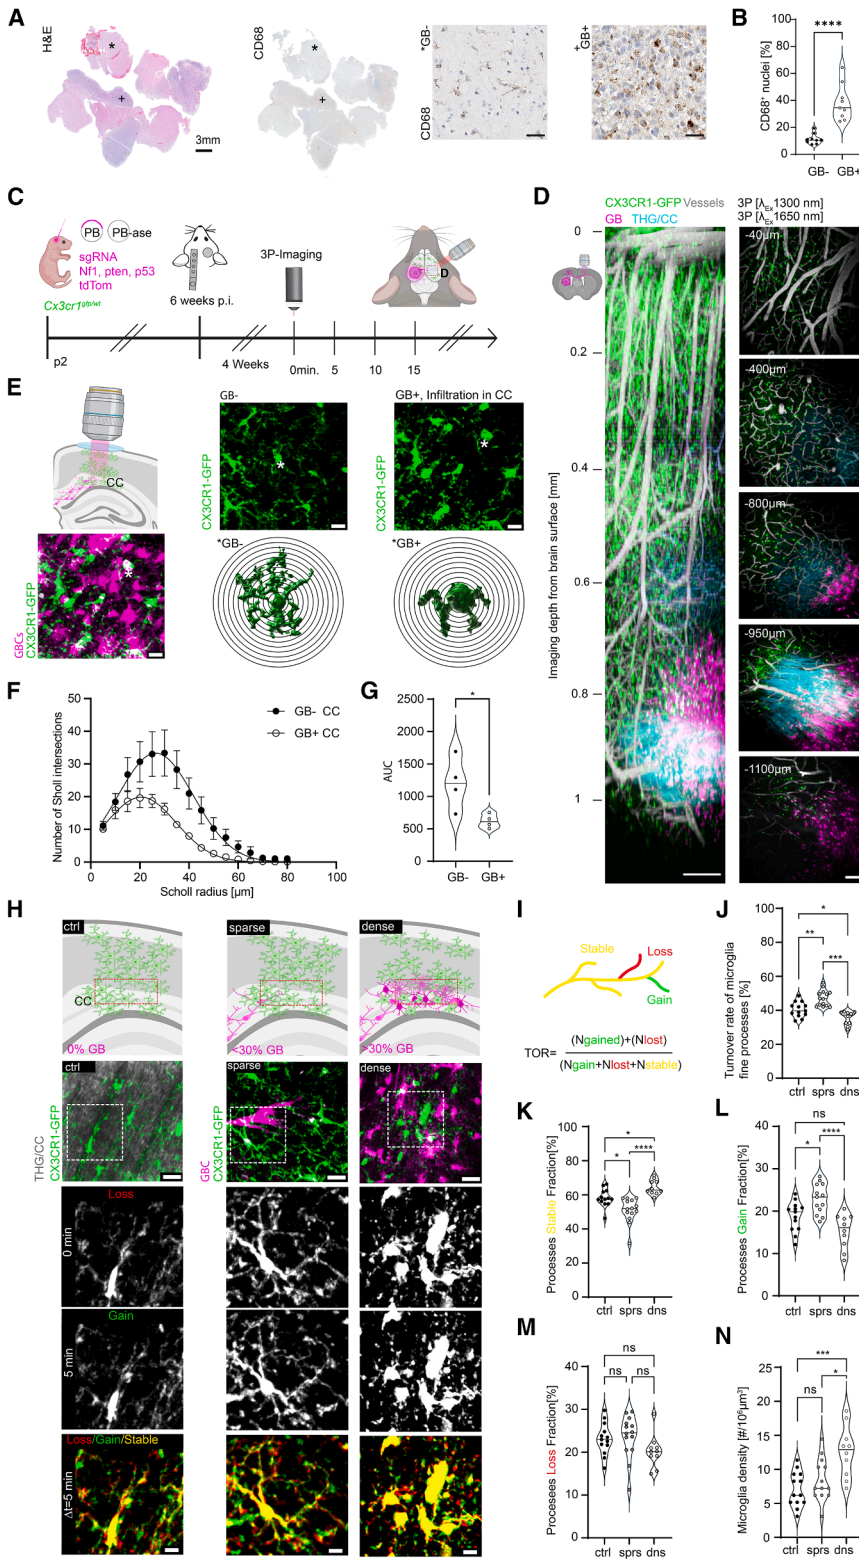 A
H&E
*
+
3mm
CD68
*
+
*GB-
CD68
+GB+
B
****
CD68+ nuclei [%]
100
80
60
40
20
0
GB- GB+
C
PB PB-ase
sgRNA
Nf1, pten, p53
tdTom
Cx3cr1gfp/wt
6 weeks p.i.
3P-Imaging
D
p2
4 Weeks
0min. 5 10 15
D
CX3CR1-GFP Vessels
GB THG/CC
3P [λEx 1300 nm]
3P [λEx 1650 nm]
Imaging depth from brain surface [mm]
0.2
0.4
0.6
0.8
1
-40µm
-400µm
-800µm
-950µm
-1100µm
E
CC
GBCs
CX3CR1-GFP
*
GB-
CX3CR1-GFP
*
GB+, Infiltration in CC
CX3CR1-GFP
*
*GB-
*GB+
F
Number of Sholl intersections
50
40
30
20
10
0
0 20 40 60 80 100
Scholl radius [µm]
GB- CC
GB+ CC
G
*
AUC
2500
2000
1500
1000
500
0
GB- GB+
H
ctrl sparse dense
CC
0% GB <30% GB >30% GB
ctrl sparse dense
THG/CC
CX3CR1-GFP
GBC
CX3CR1-GFP
Loss
0 min
Gain
5 min
Loss/Gain/Stable
Δt=5 min
I
Stable
Loss
Gain
TOR= (Ngained)+(Nlost)
(Ngain+Nlost+Nstable)
J
Turnover rate of microglia
fine processes [%]
100
80
60
40
20
0
*
**
***
ctrl sprs dns
K
Processes Stable Fraction[%]
100
80
60
40
20
0
*
* ****
ctrl sprs dns
L
Processes Gain Fraction[%]
40
30
20
10
0
ns
* ****
ctrl sprs dns
M
Procesees Loss Fraction[%]
40
30
20
10
0
ns
ns ns
ctrl sprs dns
N
Microglia density [#/10⁶µm³]
25
20
15
10
5
0
***
*
ns
ctrl sprs dns